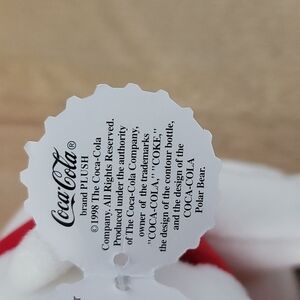 Coca-Cola®
brand PLUSH
©1998 The Coca-Cola
Company. All Rights Reserved.
Produced under the authority
of The Coca-Cola Company,
owner of the trademarks
"COCA-COLA," "COKE,"
the design of the contour bottle,
and the design of the
COCA-COLA
Polar Bear.